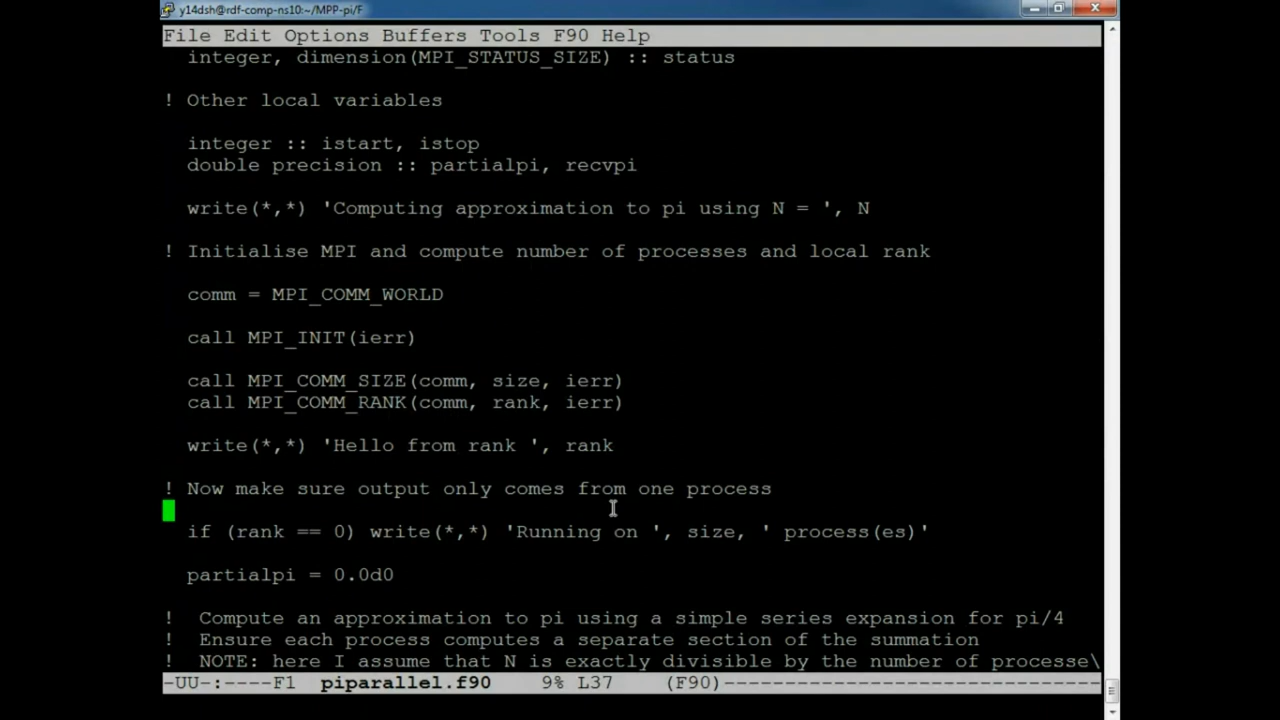 y14dsh@rdf-comp-ns10:~/MPP-pi/F
File Edit Options Buffers Tools F90 Help
integer, dimension(MPI_STATUS_SIZE) :: status
! Other local variables
integer :: istart, istop
double precision :: partialpi, recvpi
write(*,*) 'Computing approximation to pi using N = ', N
! Initialise MPI and compute number of processes and local rank
comm = MPI_COMM_WORLD
call MPI_INIT(ierr)
call MPI_COMM_SIZE(comm, size, ierr)
call MPI_COMM_RANK(comm, rank, ierr)
write(*,*) 'Hello from rank ', rank
! Now make sure output only comes from one process
if (rank == 0) write(*,*) 'Running on ', size, ' process(es)'
partialpi = 0.0d0
!  Compute an approximation to pi using a simple series expansion for pi/4
!  Ensure each process computes a separate section of the summation
!  NOTE: here I assume that N is exactly divisible by the number of processe\
-UU-:----F1  piparallel.f90    9% L37    (F90)--------------------------------